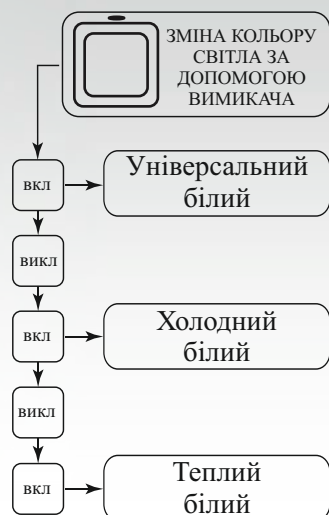 ЗМІНА КОЛЬОРУ
СВІТЛА ЗА
ДОПОМОГОЮ
ВИМИКАЧА
ВКЛ
Універсальний
білий
ВИКЛ
ВКЛ
Холодний
білий
ВИКЛ
ВКЛ
Теплий
білий